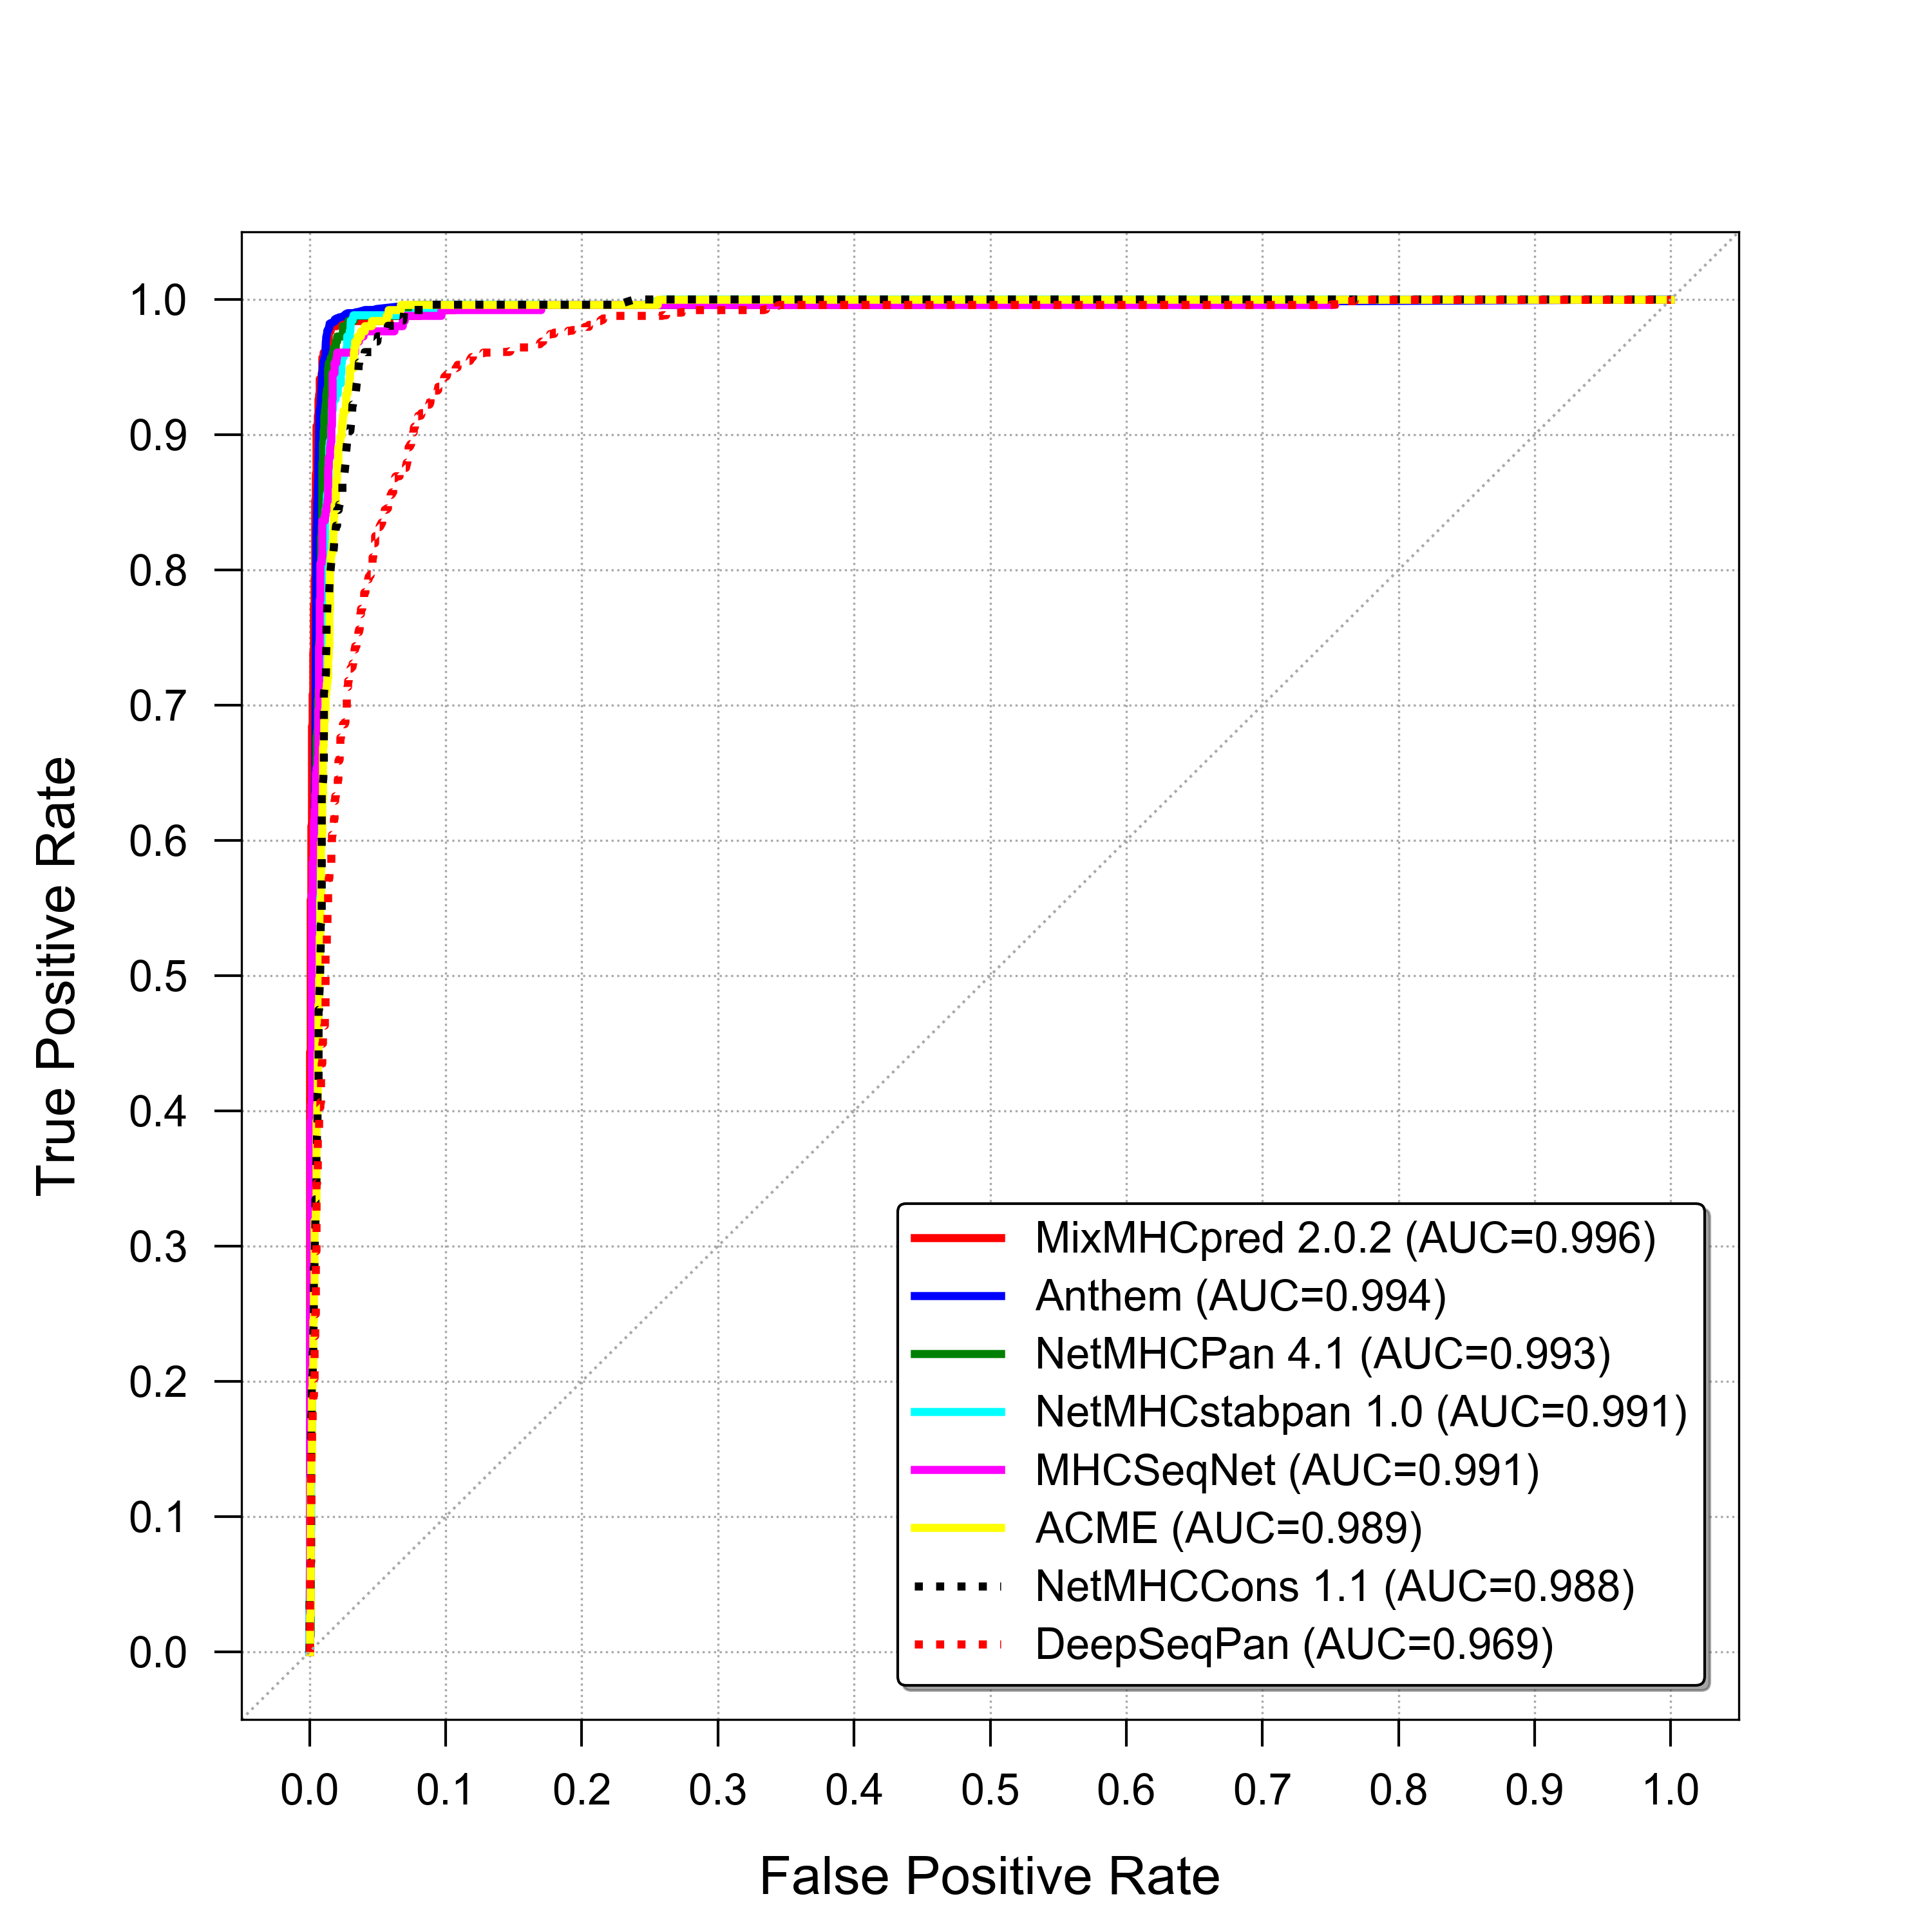 True Positive Rate
1.0
0.9
0.8
0.7
0.6
0.5
0.4
0.3
0.2
0.1
0.0
MixMHCpred 2.0.2 (AUC=0.996)
Anthem (AUC=0.994)
NetMHCPan 4.1 (AUC=0.993)
NetMHCstabpan 1.0 (AUC=0.991)
MHCSeqNet (AUC=0.991)
ACME (AUC=0.989)
NetMHCCons 1.1 (AUC=0.988)
DeepSeqPan (AUC=0.969)
0.0 0.1 0.2 0.3 0.4 0.5 0.6 0.7 0.8 0.9 1.0
False Positive Rate